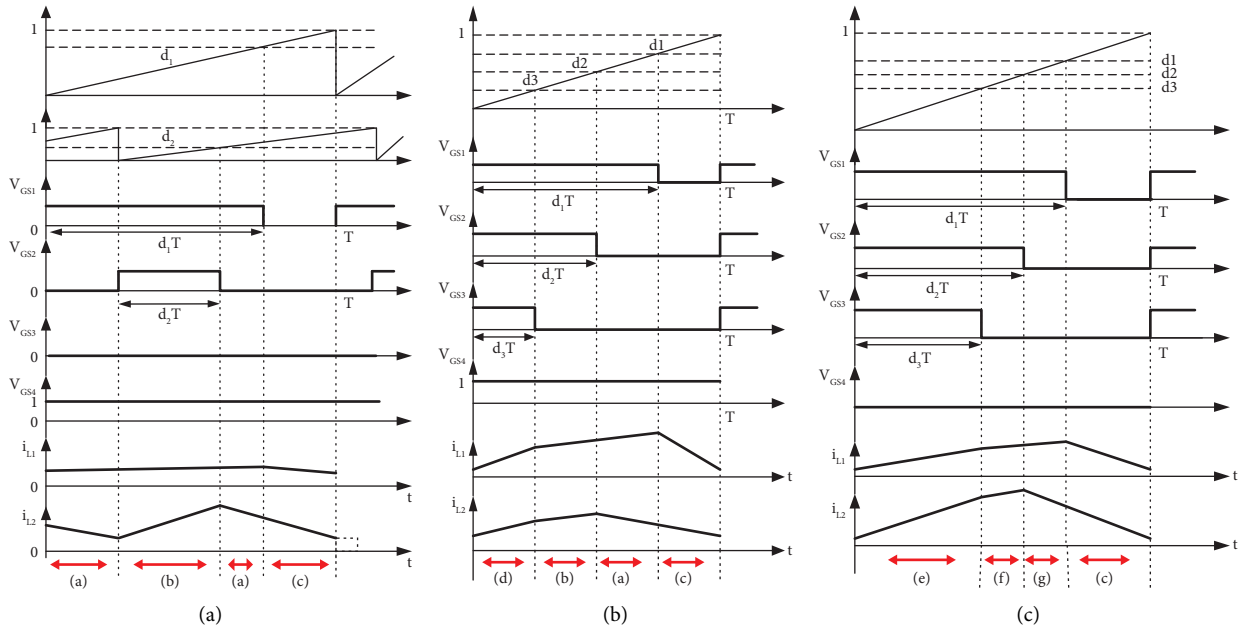 1
d1
1
d2
VGS1
0
d1T
T
VGS2
0
d2T
T
VGS3
0
VGS4
1
0
iL1
0
t
iL2
0
t
(a)
(b)
(a)
(c)
(a)
1
d1
d2
d3
T
VGS1
d1T
T
VGS2
d2T
T
VGS3
d3T
T
VGS4
1
T
iL1
t
iL2
t
(d)
(b)
(a)
(c)
(b)
1
d1
d2
d3
VGS1
d1T
T
VGS2
d2T
T
VGS3
d3T
T
VGS4
iL1
t
iL2
t
(e)
(f)
(g)
(c)
(c)